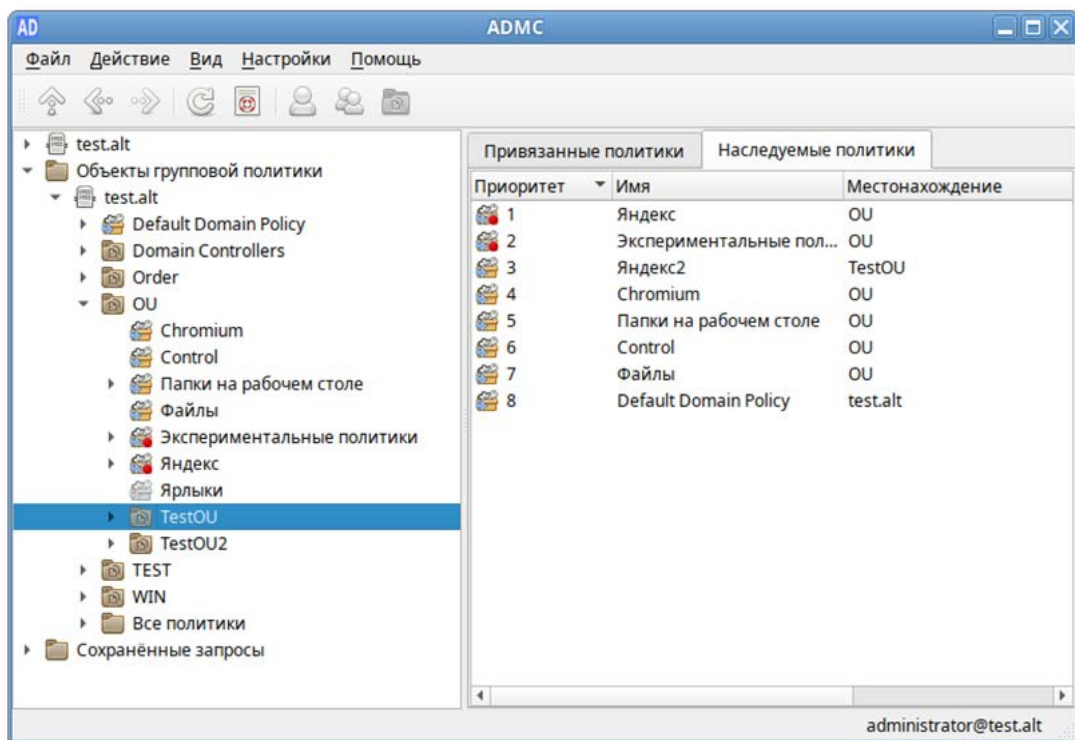 AD ADMC
Файл Действие Вид Настройки Помощь
test.alt
Объекты групповой политики
test.alt
Default Domain Policy
Domain Controllers
Order
OU
Chromium
Control
Папки на рабочем столе
Файлы
Экспериментальные политики
Яндекс
Ярлыки
TestOU
TestOU2
TEST
WIN
Все политики
Сохранённые запросы
Привязанные политики Наследуемые политики
Приоритет Имя Местонахождение
1 Яндекс OU
2 Экспериментальные пол... OU
3 Яндекс2 TestOU
4 Chromium OU
5 Папки на рабочем столе OU
6 Control OU
7 Файлы OU
8 Default Domain Policy test.alt
administrator@test.alt